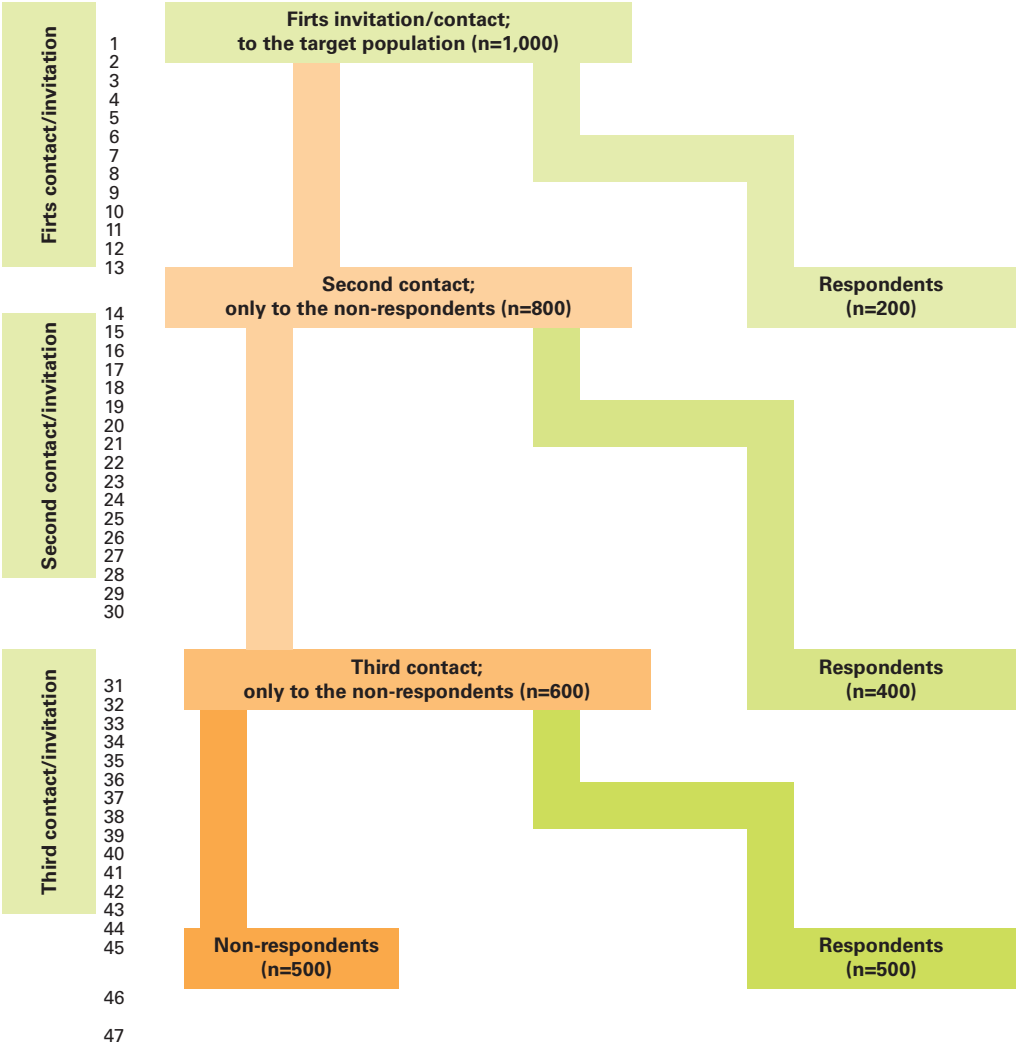 Firts invitation/contact;
to the target population (n=1,000)
Firts contact/invitation
1
2
3
4
5
6
7
8
9
10
11
12
13
Second contact;
only to the non-respondents (n=800)
Respondents
(n=200)
Second contact/invitation
14
15
16
17
18
19
20
21
22
23
24
25
26
27
28
29
30
Third contact;
only to the non-respondents (n=600)
Respondents
(n=400)
Third contact/invitation
31
32
33
34
35
36
37
38
39
40
41
42
43
44
45
Non-respondents
(n=500)
Respondents
(n=500)
46
47